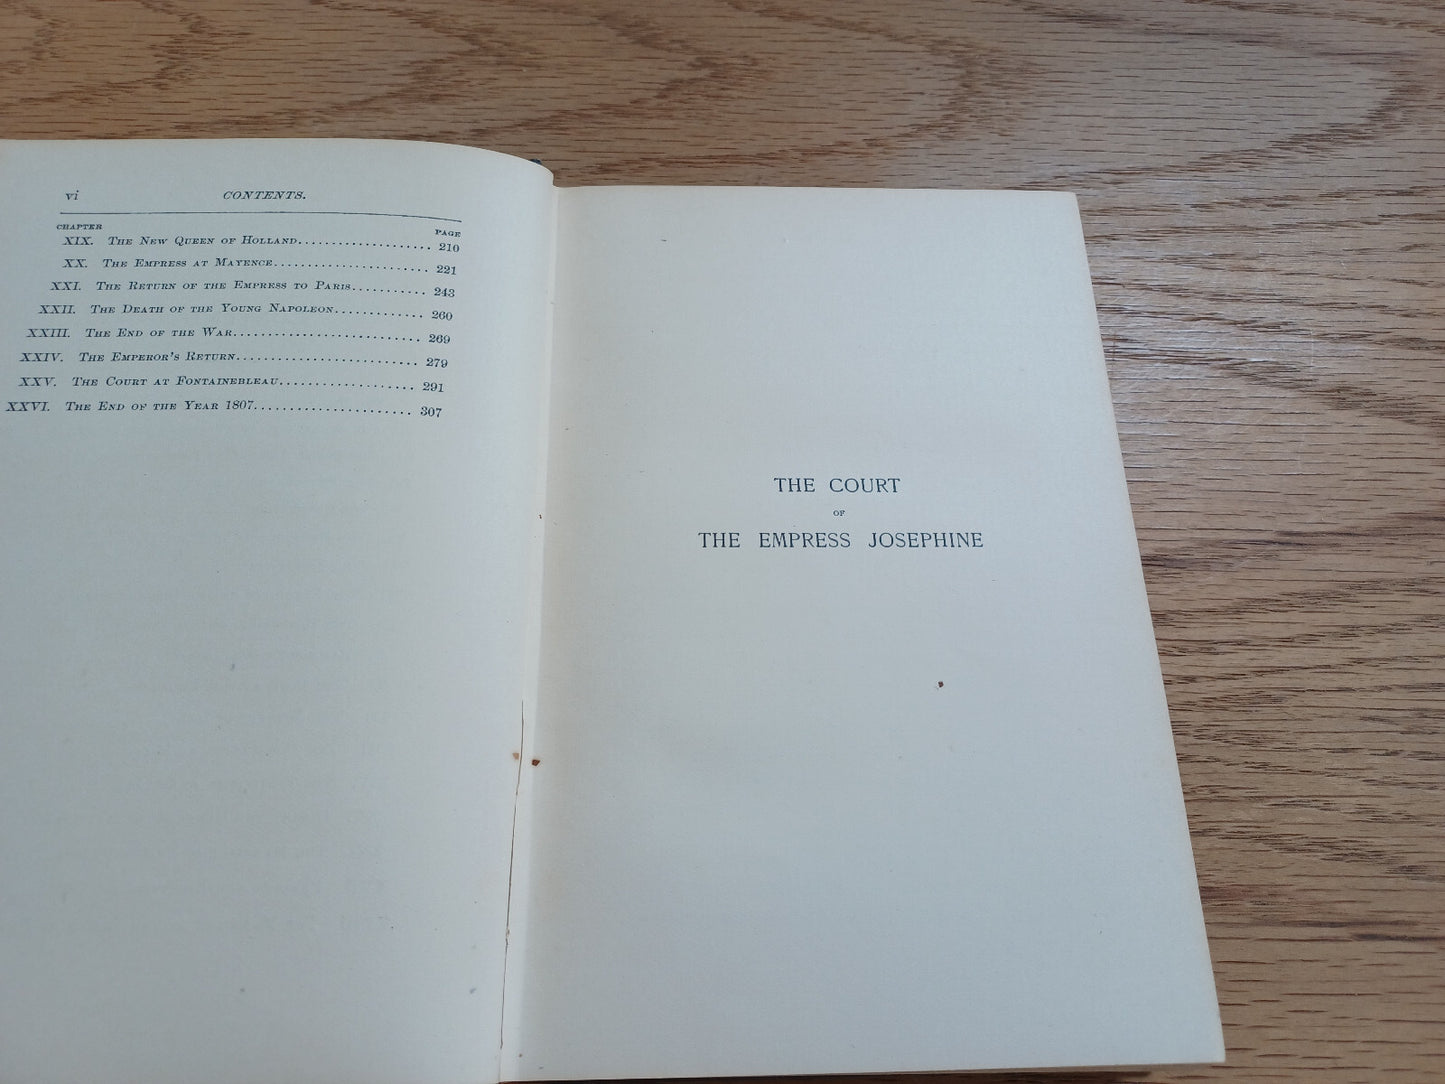 vi CONTENTS.
CHAPTER PAGE
XIX. The New Queen of Holland.................... 210
XX. The Empress at Mayence....................... 221
XXI. The Return of the Empress to Paris........... 243
XXII. The Death of the Young Napoleon............. 260
XXIII. The End of the War........................... 269
XXIV. The Emperor's Return.......................... 279
XXV. The Court at Fontainebleau.................... 291
XXVI. The End of the Year 1807....................... 307
THE COURT
OF
THE EMPRESS JOSEPHINE